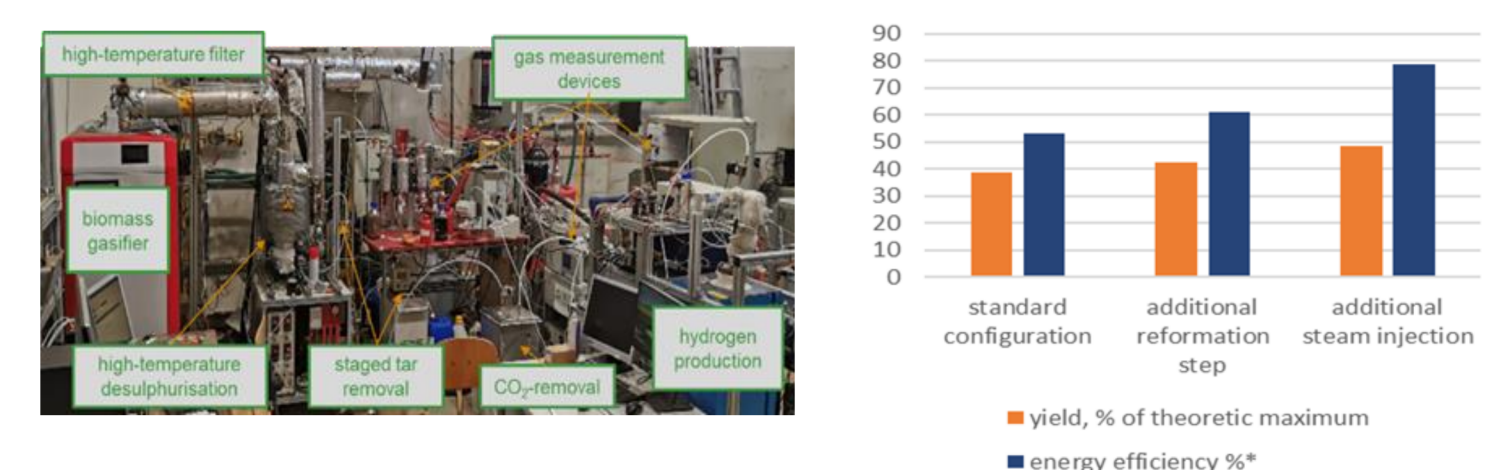 high-temperature filter
gas measurement
devices
biomass
gasifier
high-temperature
desulphurisation
staged tar
removal
CO₂-removal
hydrogen
production
90
80
70
60
50
40
30
20
10
0
standard
configuration
additional
reformation
step
additional
steam injection
yield, % of theoretic maximum
energy efficiency %*